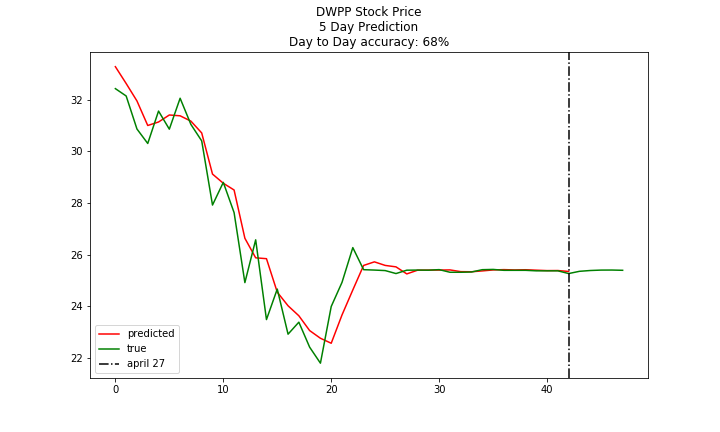 DWPP Stock Price
5 Day Prediction
Day to Day accuracy: 68%
32
30
28
26
24
22
predicted
true
april 27
0
10
20
30
40